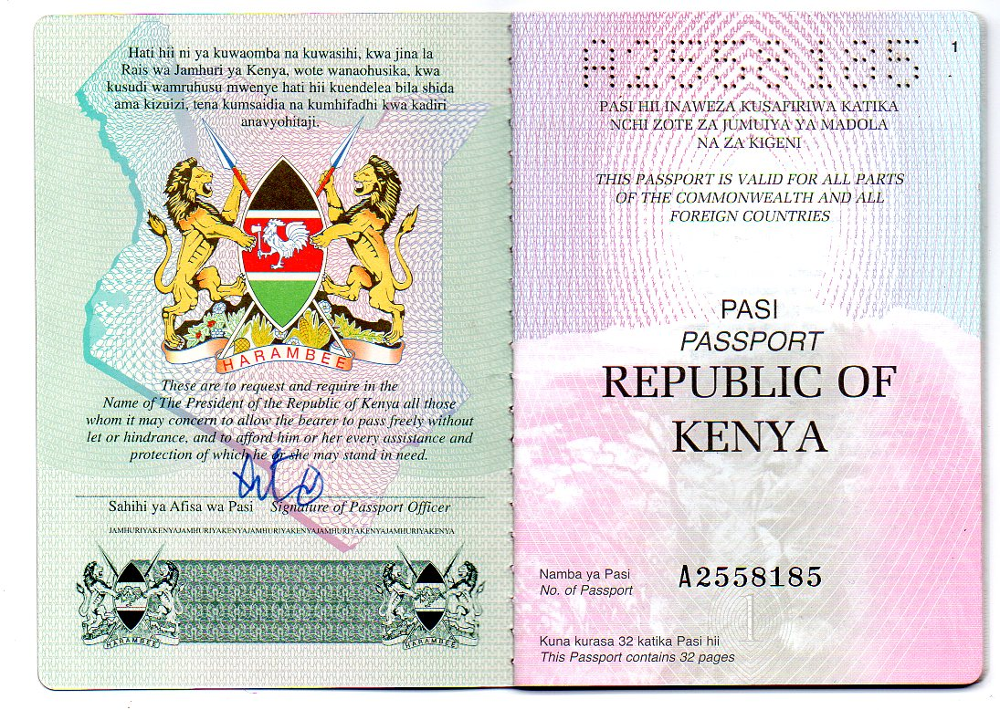 Hati hii ni ya kuwaomba na kuwasihi, kwa jina la
Rais wa Jamhuri ya Kenya, wote wanaohusika, kwa
kusudi wamruhusu mwenye hati hii kuendelea bila shida
ama kizuizi, tena kumsaidia na kumhifadhi kwa kadiri
anavyohitaji.
HARAMBEE
These are to request and require in the
Name of The President of the Republic of Kenya all those
whom it may concern to allow the bearer to pass freely without
let or hindrance, and to afford him or her every assistance and
protection of which he or she may stand in need.
Sahihi ya Afisa wa Pasi Signature of Passport Officer
JAMHURIYAKENYAJAMHURIYAKENYAJAMHURIYAKENYAJAMHURIYAKENYAJAMHURIYAKENYA
HARAMBEE HARAMBEE
A2558185
1
PASI HII INAWEZA KUSAFIRIWA KATIKA
NCHI ZOTE ZA JUMUIYA YA MADOLA
NA ZA KIGENI
THIS PASSPORT IS VALID FOR ALL PARTS
OF THE COMMONWEALTH AND ALL
FOREIGN COUNTRIES
PASI
PASSPORT
REPUBLIC OF
KENYA
Namba ya Pasi A2558185
No. of Passport
1
Kuna kurasa 32 katika Pasi hii
This Passport contains 32 pages